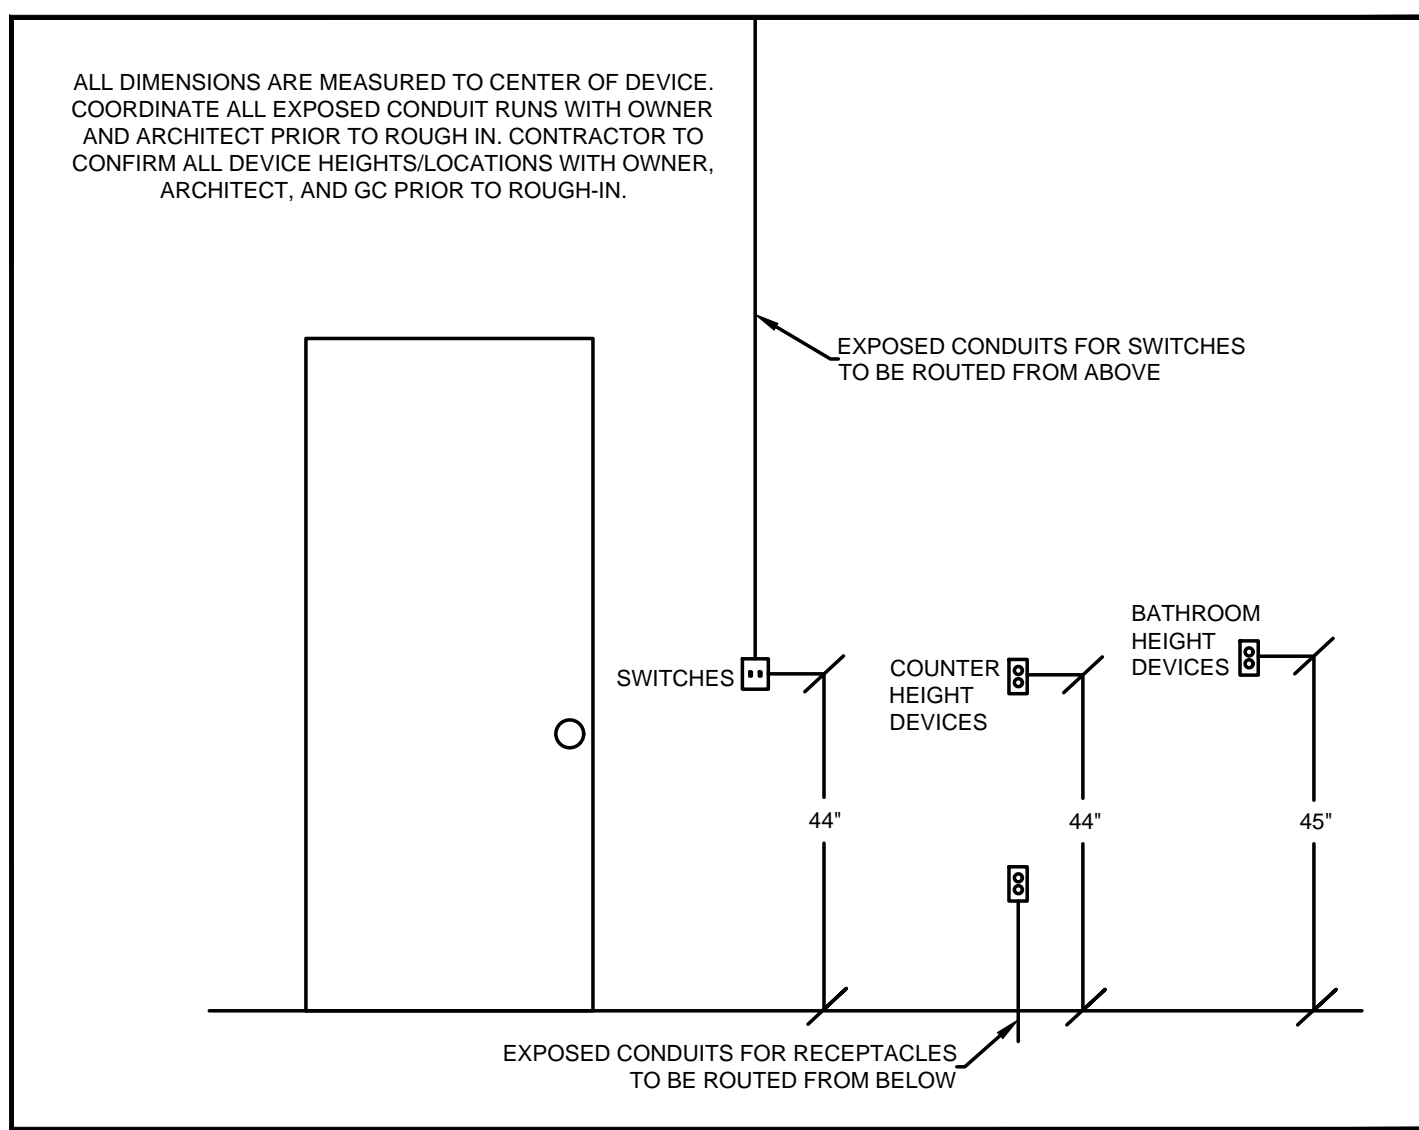 ALL DIMENSIONS ARE MEASURED TO CENTER OF DEVICE.
COORDINATE ALL EXPOSED CONDUIT RUNS WITH OWNER
AND ARCHITECT PRIOR TO ROUGH IN. CONTRACTOR TO
CONFIRM ALL DEVICE HEIGHTS/LOCATIONS WITH OWNER,
ARCHITECT, AND GC PRIOR TO ROUGH-IN.
EXPOSED CONDUITS FOR SWITCHES
TO BE ROUTED FROM ABOVE
SWITCHES
COUNTER
HEIGHT
DEVICES
BATHROOM
HEIGHT
DEVICES
44"
44"
45"
EXPOSED CONDUITS FOR RECEPTACLES
TO BE ROUTED FROM BELOW